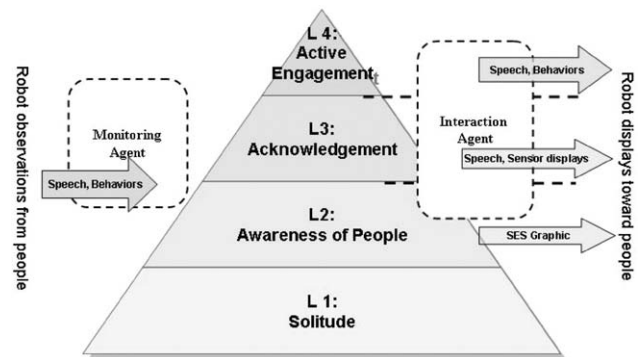 Robot observations from people
Monitoring
Agent
Speech, Behaviors
L 4:
Active
Engagement
L3:
Acknowledgement
L2:
Awareness of People
L 1:
Solitude
Interaction
Agent
Speech, Behaviors
Speech, Sensor displays
SES Graphic
Robot displays toward people